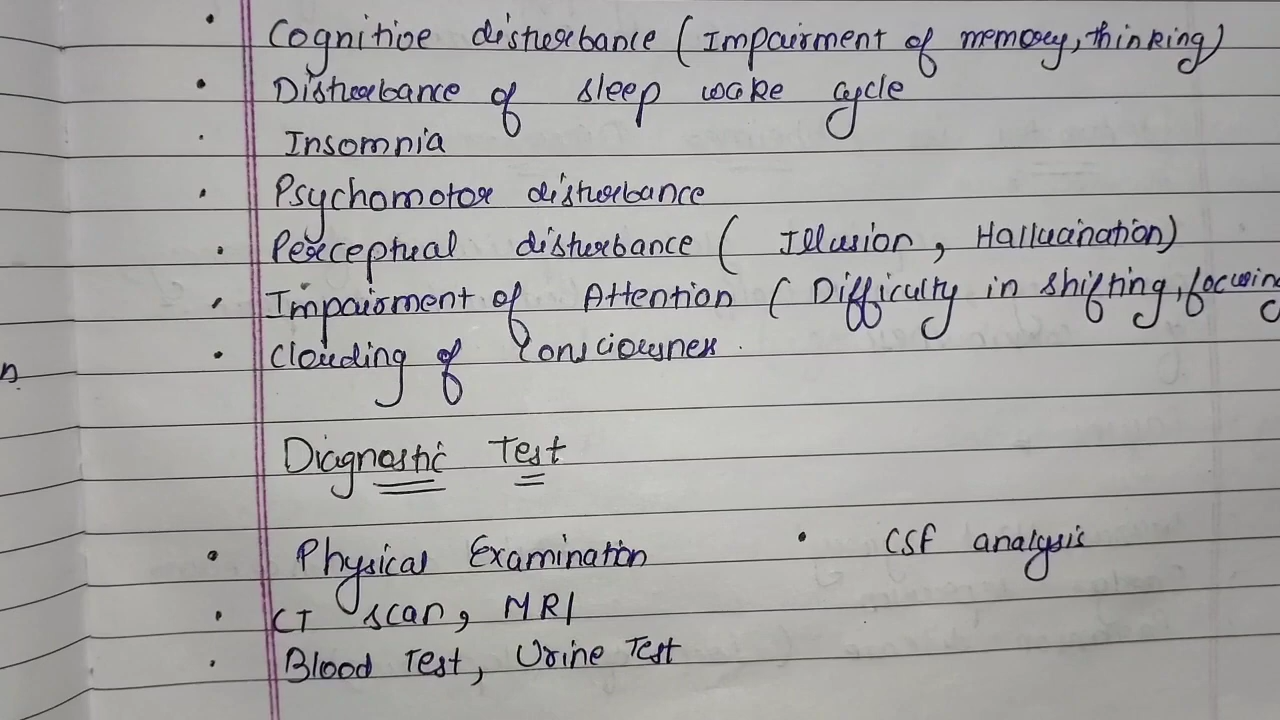 • Cognitive disturbance (Impairment of memory, thinking)
• Disturbance of sleep wake cycle
• Insomnia
• Psychomotor disturbance
• Perceptual disturbance ( Illusion, Hallucination)
• Impairment of Attention ( Difficulty in shifting, focusing
• Clouding of Consciousness.
Diagnostic Test
• Physical Examination • CSF analysis
• CT scan, MRI
• Blood Test, Urine Test